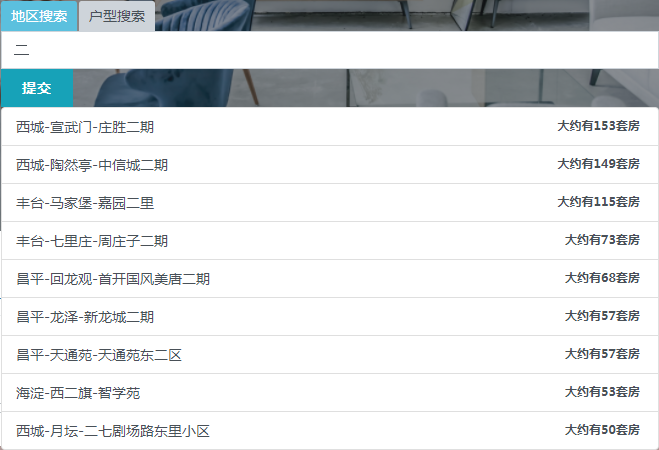 地区搜索 户型搜索
二
提交
西城-宣武门-庄胜二期 大约有153套房
西城-陶然亭-中信城二期 大约有149套房
丰台-马家堡-嘉园二里 大约有115套房
丰台-七里庄-周庄子二期 大约有73套房
昌平-回龙观-首开国风美唐二期 大约有68套房
昌平-龙泽-新龙城二期 大约有57套房
昌平-天通苑-天通苑东二区 大约有57套房
海淀-西二旗-智学苑 大约有53套房
西城-月坛-二七剧场路东里小区 大约有50套房